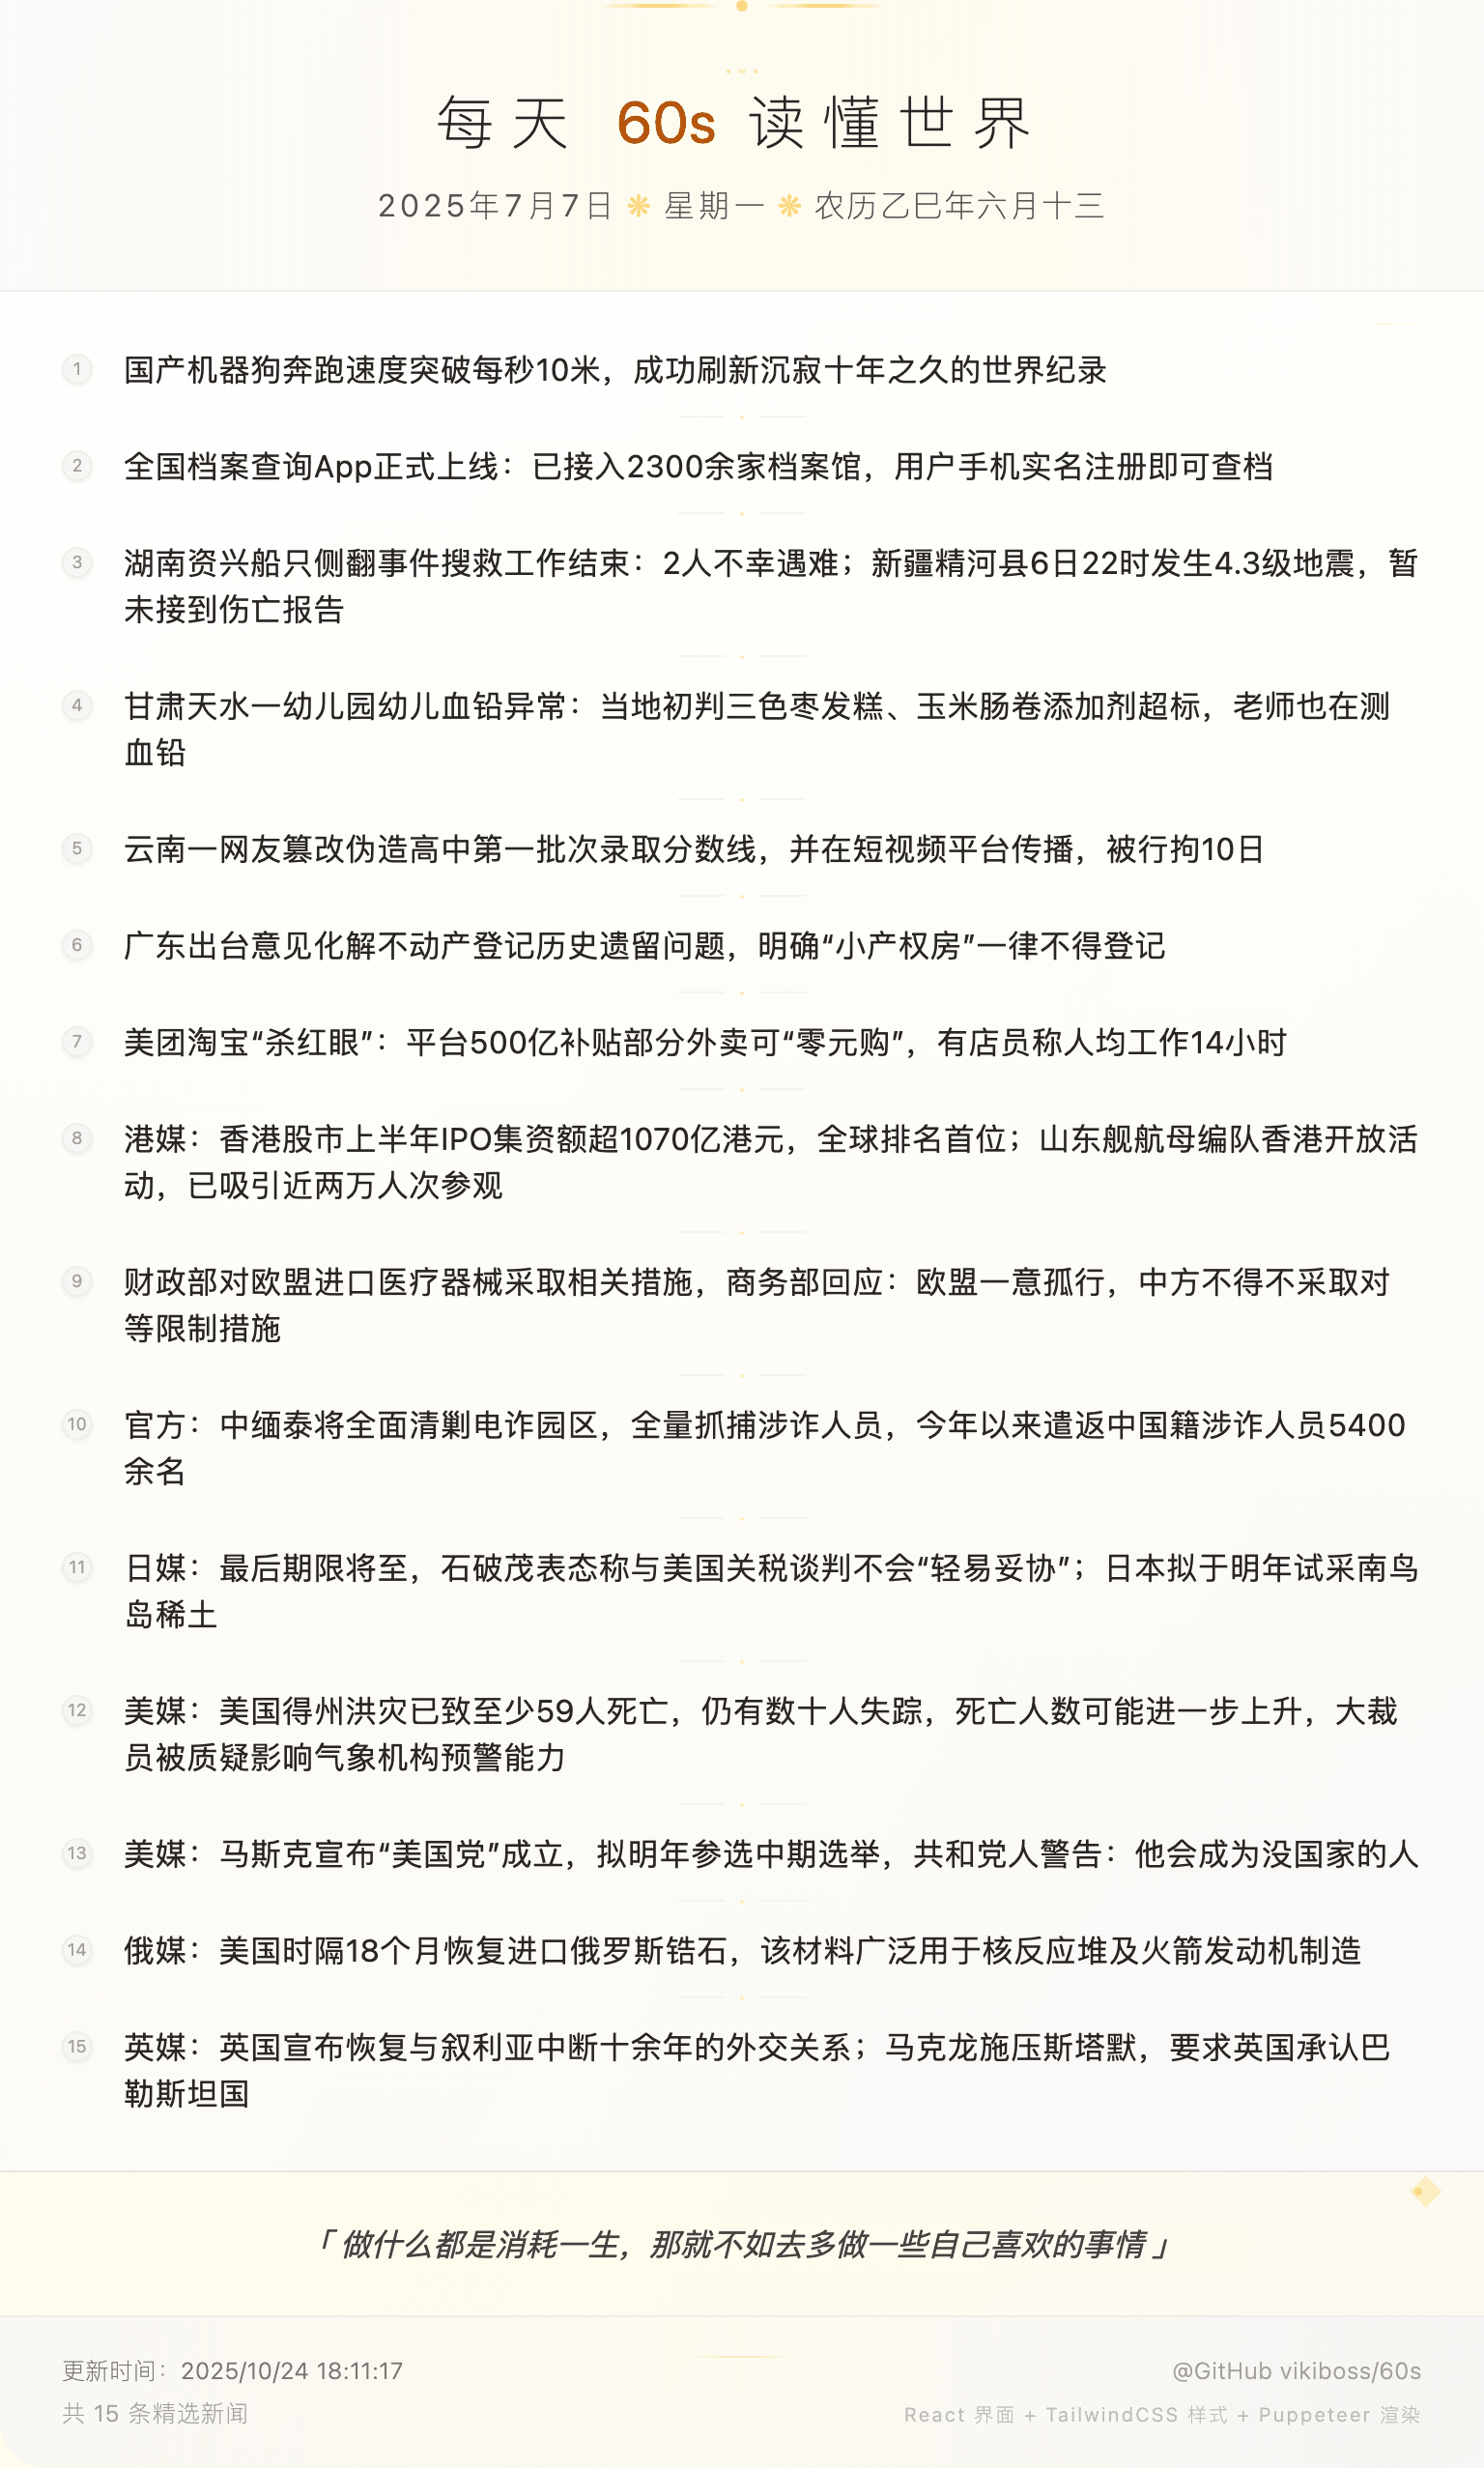 每天 60s 读懂世界
2025年7月7日 ❋ 星期一 ❋ 农历乙巳年六月十三
1 国产机器狗奔跑速度突破每秒10米，成功刷新沉寂十年之久的世界纪录
2 全国档案查询App正式上线：已接入2300余家档案馆，用户手机实名注册即可查档
3 湖南资兴船只侧翻事件搜救工作结束：2人不幸遇难；新疆精河县6日22时发生4.3级地震，暂
未接到伤亡报告
4 甘肃天水一幼儿园幼儿血铅异常：当地初判三色枣发糕、玉米肠卷添加剂超标，老师也在测
血铅
5 云南一网友篡改伪造高中第一批次录取分数线，并在短视频平台传播，被行拘10日
6 广东出台意见化解不动产登记历史遗留问题，明确“小产权房”一律不得登记
7 美团淘宝“杀红眼”：平台500亿补贴部分外卖可“零元购”，有店员称人均工作14小时
8 港媒：香港股市上半年IPO集资额超1070亿港元，全球排名首位；山东舰航母编队香港开放活
动，已吸引近两万人次参观
9 财政部对欧盟进口医疗器械采取相关措施，商务部回应：欧盟一意孤行，中方不得不采取对
等限制措施
10 官方：中缅泰将全面清剿电诈园区，全量抓捕涉诈人员，今年以来遣返中国籍涉诈人员5400
余名
11 日媒：最后期限将至，石破茂表态称与美国关税谈判不会“轻易妥协”；日本拟于明年试采南鸟
岛稀土
12 美媒：美国得州洪灾已致至少59人死亡，仍有数十人失踪，死亡人数可能进一步上升，大裁
员被质疑影响气象机构预警能力
13 美媒：马斯克宣布“美国党”成立，拟明年参选中期选举，共和党人警告：他会成为没国家的人
14 俄媒：美国时隔18个月恢复进口俄罗斯锆石，该材料广泛用于核反应堆及火箭发动机制造
15 英媒：英国宣布恢复与叙利亚中断十余年的外交关系；马克龙施压斯塔默，要求英国承认巴
勒斯坦国
「 做什么都是消耗一生，那就不如去多做一些自己喜欢的事情 」
更新时间：2025/10/24 18:11:17
共 15 条精选新闻
@GitHub vikiboss/60s
React 界面 + TailwindCSS 样式 + Puppeteer 渲染